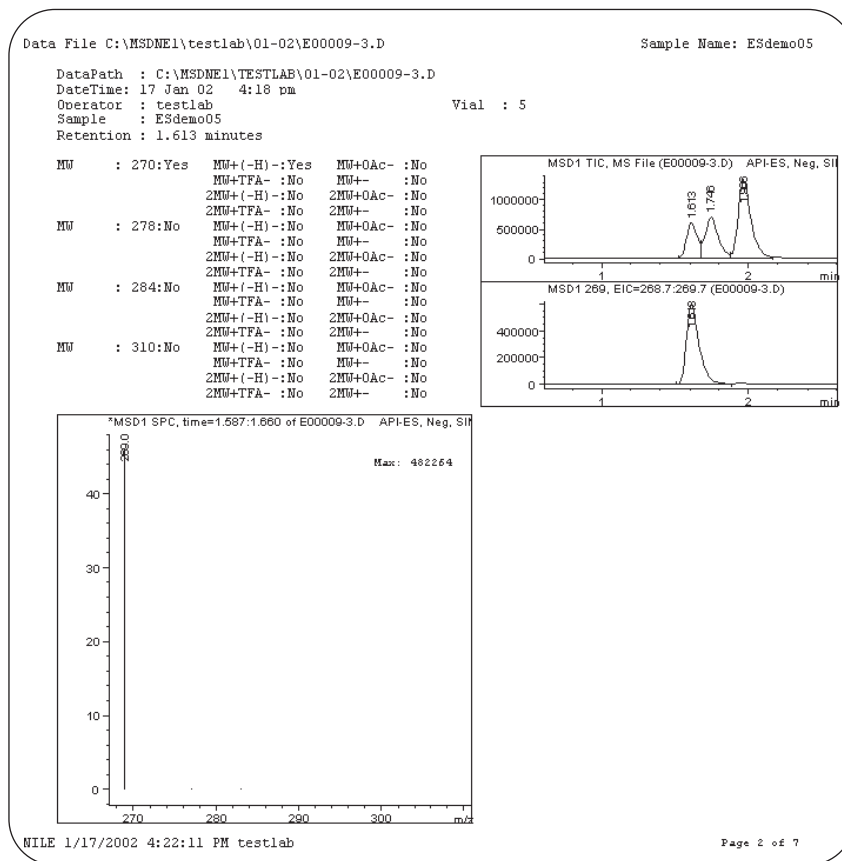 Data File C:\MSDNE1\testlab\01-02\E00009-3.D Sample Name: ESdemo05
DataPath : C:\MSDNE1\TESTLAB\01-02\E00009-3.D
DateTime: 17 Jan 02 4:18 pm
Operator : testlab Vial : 5
Sample : ESdemo05
Retention : 1.613 minutes
MW : 270:Yes MW+(-H)-:Yes MW+OAc- :No
MW+TFA- :No MW+- :No
2MW+(-H)-:No 2MW+OAc- :No
2MW+TFA- :No 2MW+- :No
MW : 278:No MW+(-H)-:No MW+OAc- :No
MW+TFA- :No MW+- :No
2MW+(-H)-:No 2MW+OAc- :No
2MW+TFA- :No 2MW+- :No
MW : 284:No MW+(-H)-:No MW+OAc- :No
MW+TFA- :No MW+- :No
2MW+(-H)-:No 2MW+OAc- :No
2MW+TFA- :No 2MW+- :No
MW : 310:No MW+(-H)-:No MW+OAc- :No
MW+TFA- :No MW+- :No
2MW+(-H)-:No 2MW+OAc- :No
2MW+TFA- :No 2MW+- :No
MSD1 TIC, MS File (E00009-3.D) API-ES, Neg, SI
1.613
1.746
1000000
500000
0
1 2 min
MSD1 269, EIC=268.7:269.7 (E00009-3.D)
400000
200000
0
1 2 min
*MSD1 SPC, time=1.587:1.660 of E00009-3.D API-ES, Neg, SI
269.0
Max: 482264
40
30
20
10
0
270 280 290 300 m/z
NILE 1/17/2002 4:22:11 PM testlab Page 2 of 7